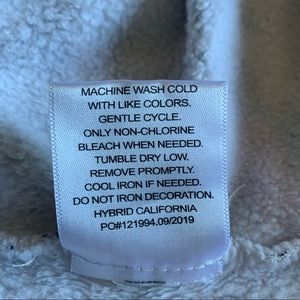 MACHINE WASH COLD
WITH LIKE COLORS.
GENTLE CYCLE.
ONLY NON-CHLORINE
BLEACH WHEN NEEDED.
TUMBLE DRY LOW.
REMOVE PROMPTLY.
COOL IRON IF NEEDED.
DO NOT IRON DECORATION.
HYBRID CALIFORNIA
PO#121994.09/2019